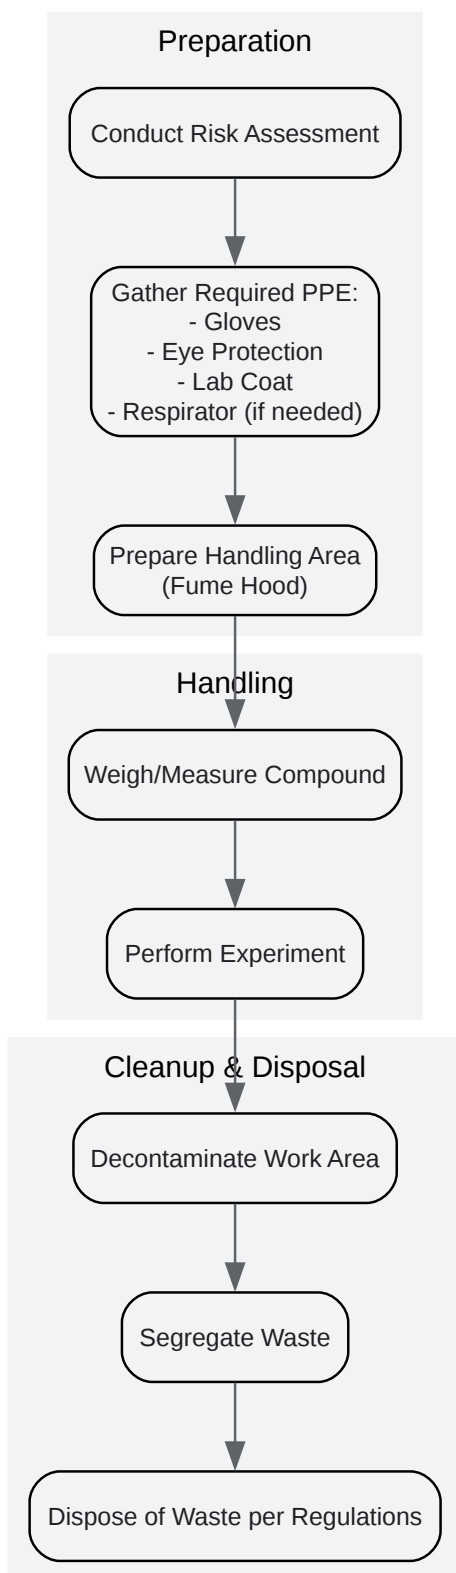 Preparation
Conduct Risk Assessment
Gather Required PPE:
- Gloves
- Eye Protection
- Lab Coat
- Respirator (if needed)
Prepare Handling Area
(Fume Hood)
Handling
Weigh/Measure Compound
Perform Experiment
Cleanup & Disposal
Decontaminate Work Area
Segregate Waste
Dispose of Waste per Regulations